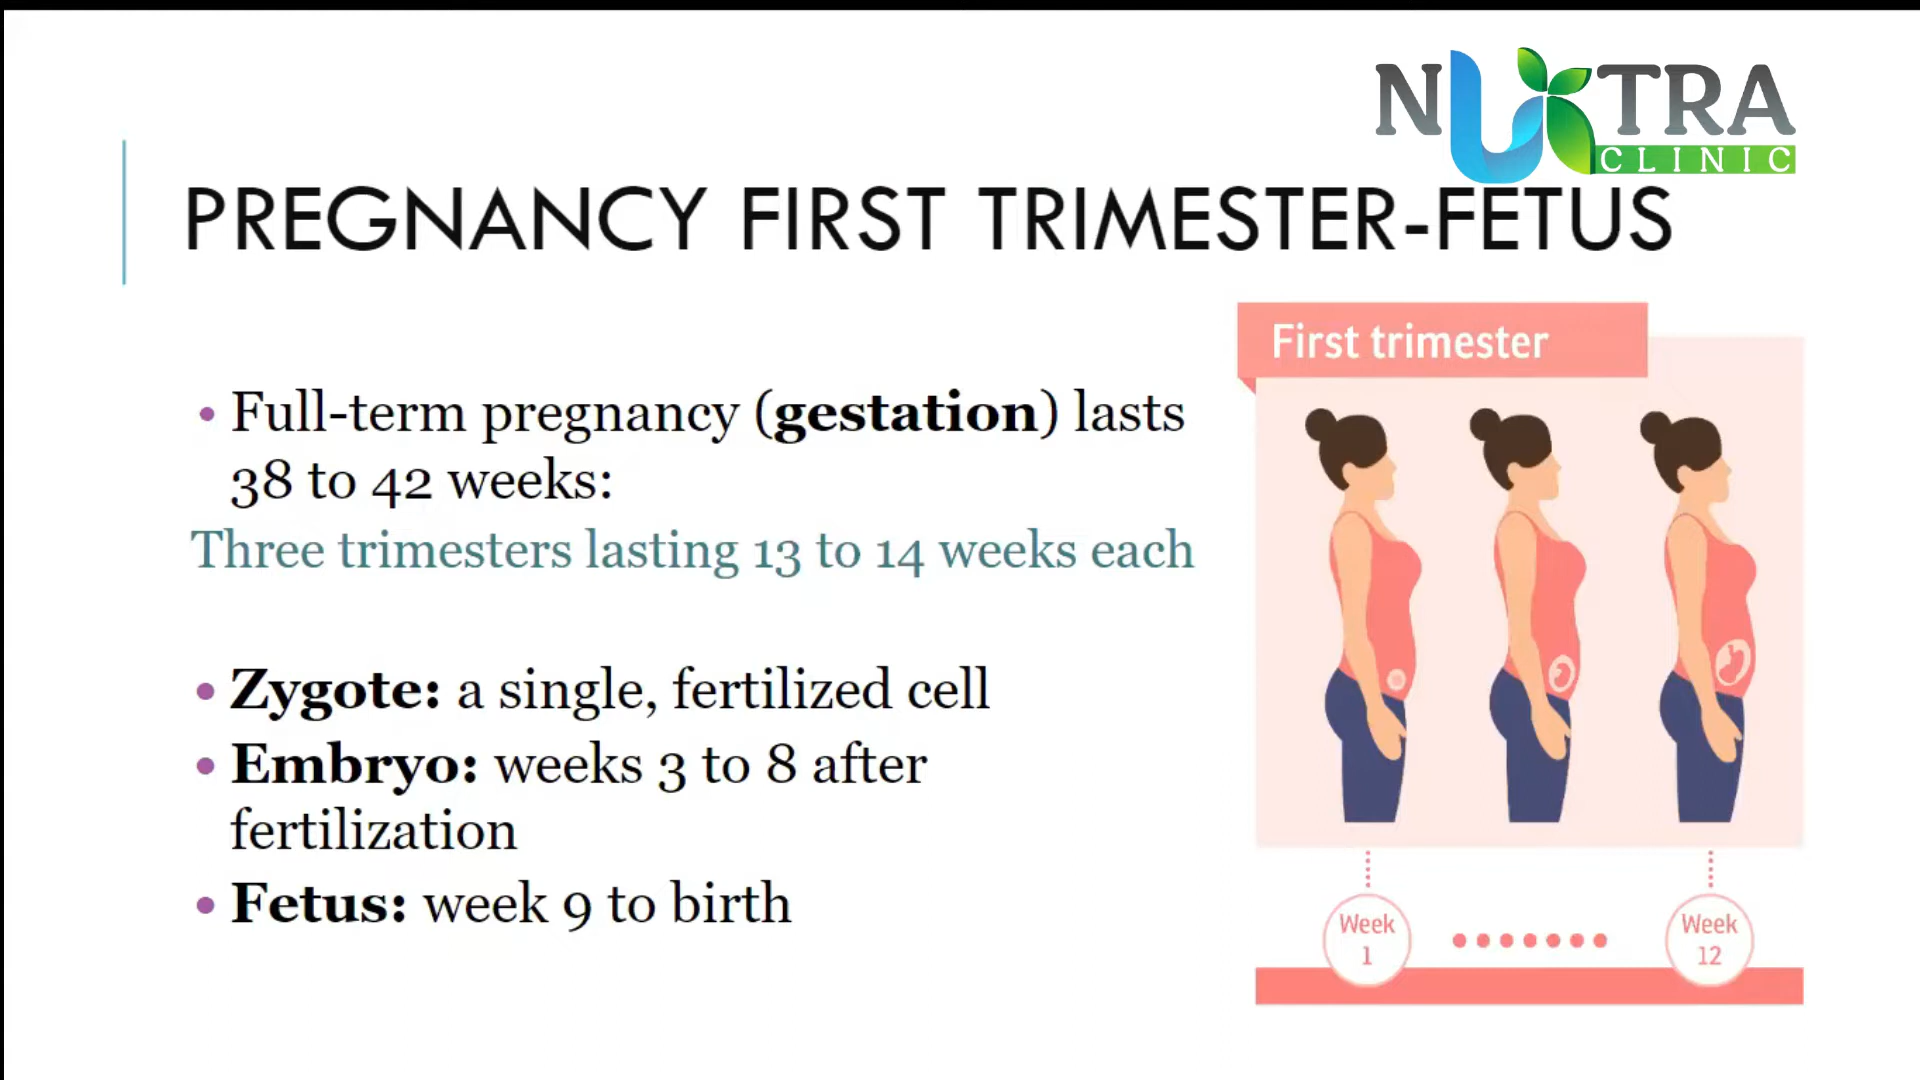 NUTRA
CLINIC
PREGNANCY FIRST TRIMESTER-FETUS
• Full-term pregnancy (gestation) lasts
38 to 42 weeks:
Three trimesters lasting 13 to 14 weeks each
• Zygote: a single, fertilized cell
• Embryo: weeks 3 to 8 after
fertilization
• Fetus: week 9 to birth
First trimester
Week
1
Week
12